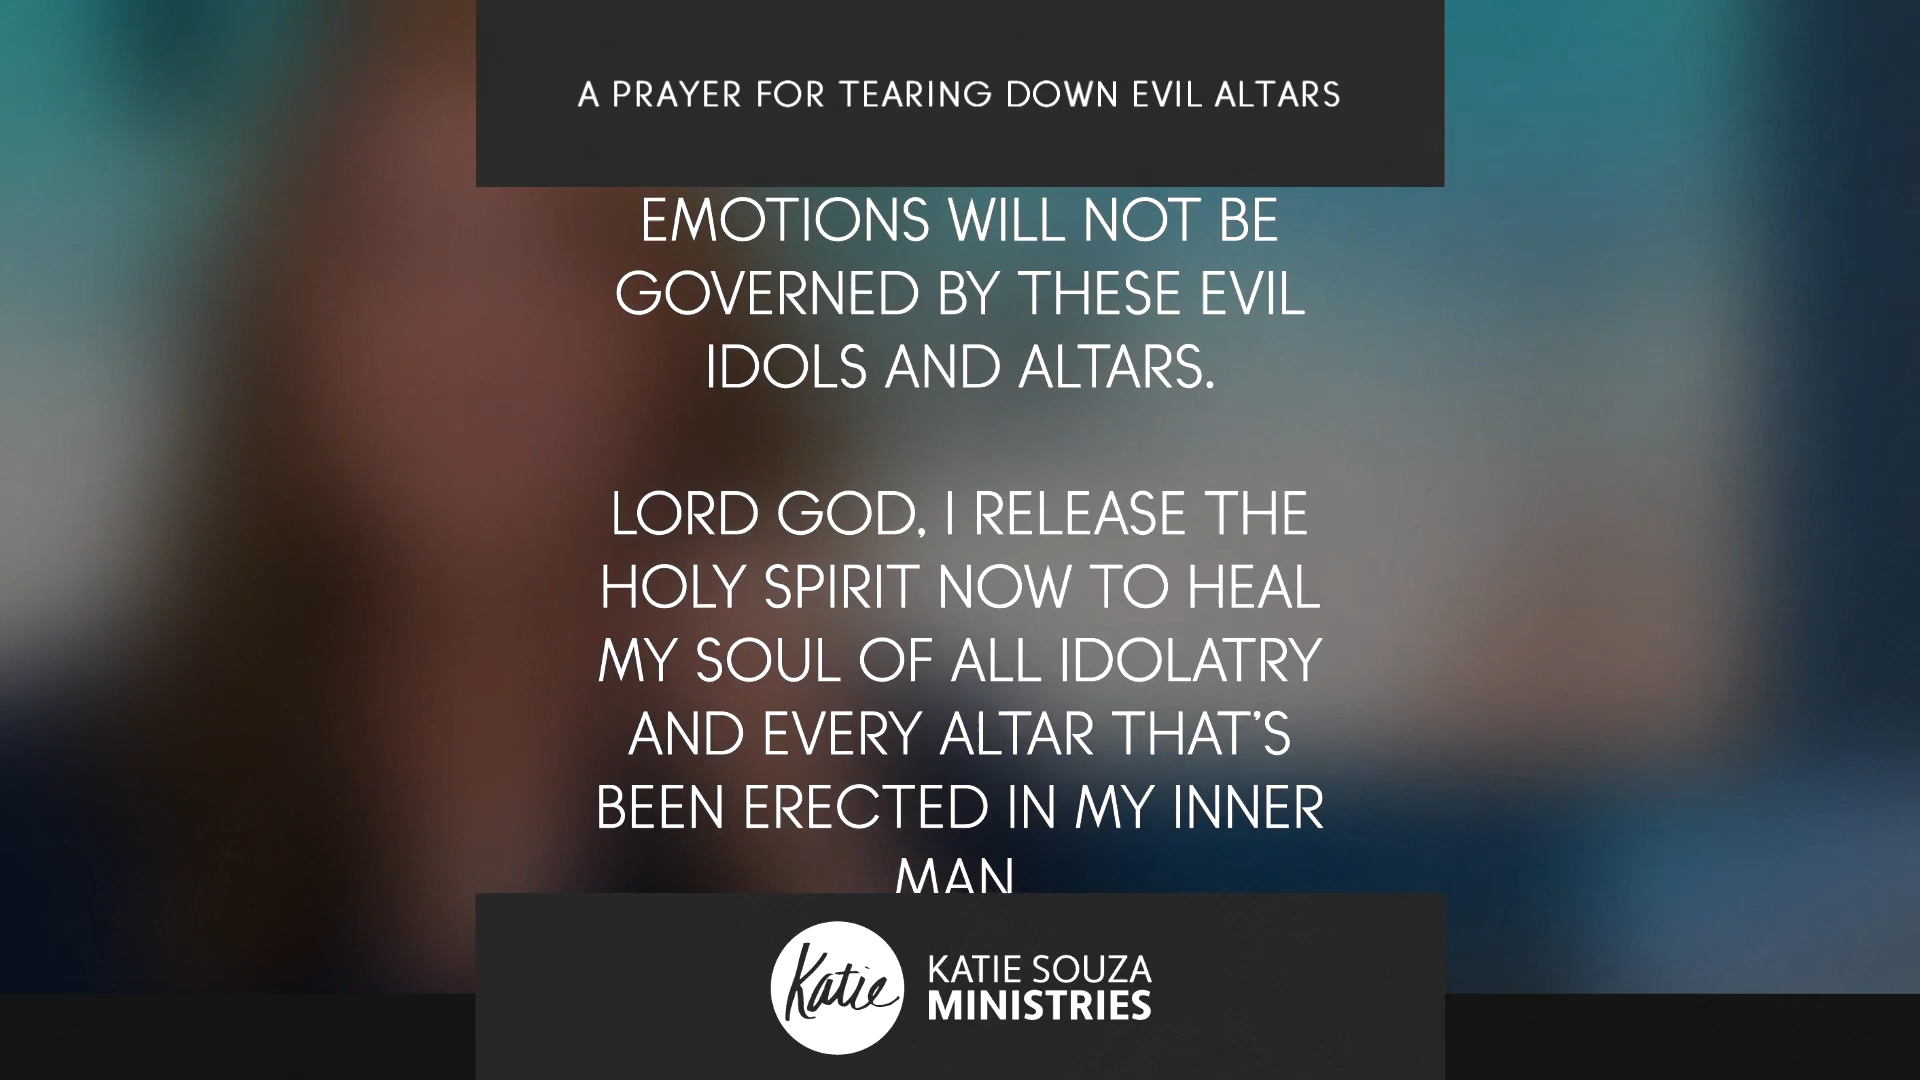 A PRAYER FOR TEARING DOWN EVIL ALTARS
EMOTIONS WILL NOT BE
GOVERNED BY THESE EVIL
IDOLS AND ALTARS.
LORD GOD, I RELEASE THE
HOLY SPIRIT NOW TO HEAL
MY SOUL OF ALL IDOLATRY
AND EVERY ALTAR THAT'S
BEEN ERECTED IN MY INNER
MAN
Katie
KATIE SOUZA
MINISTRIES